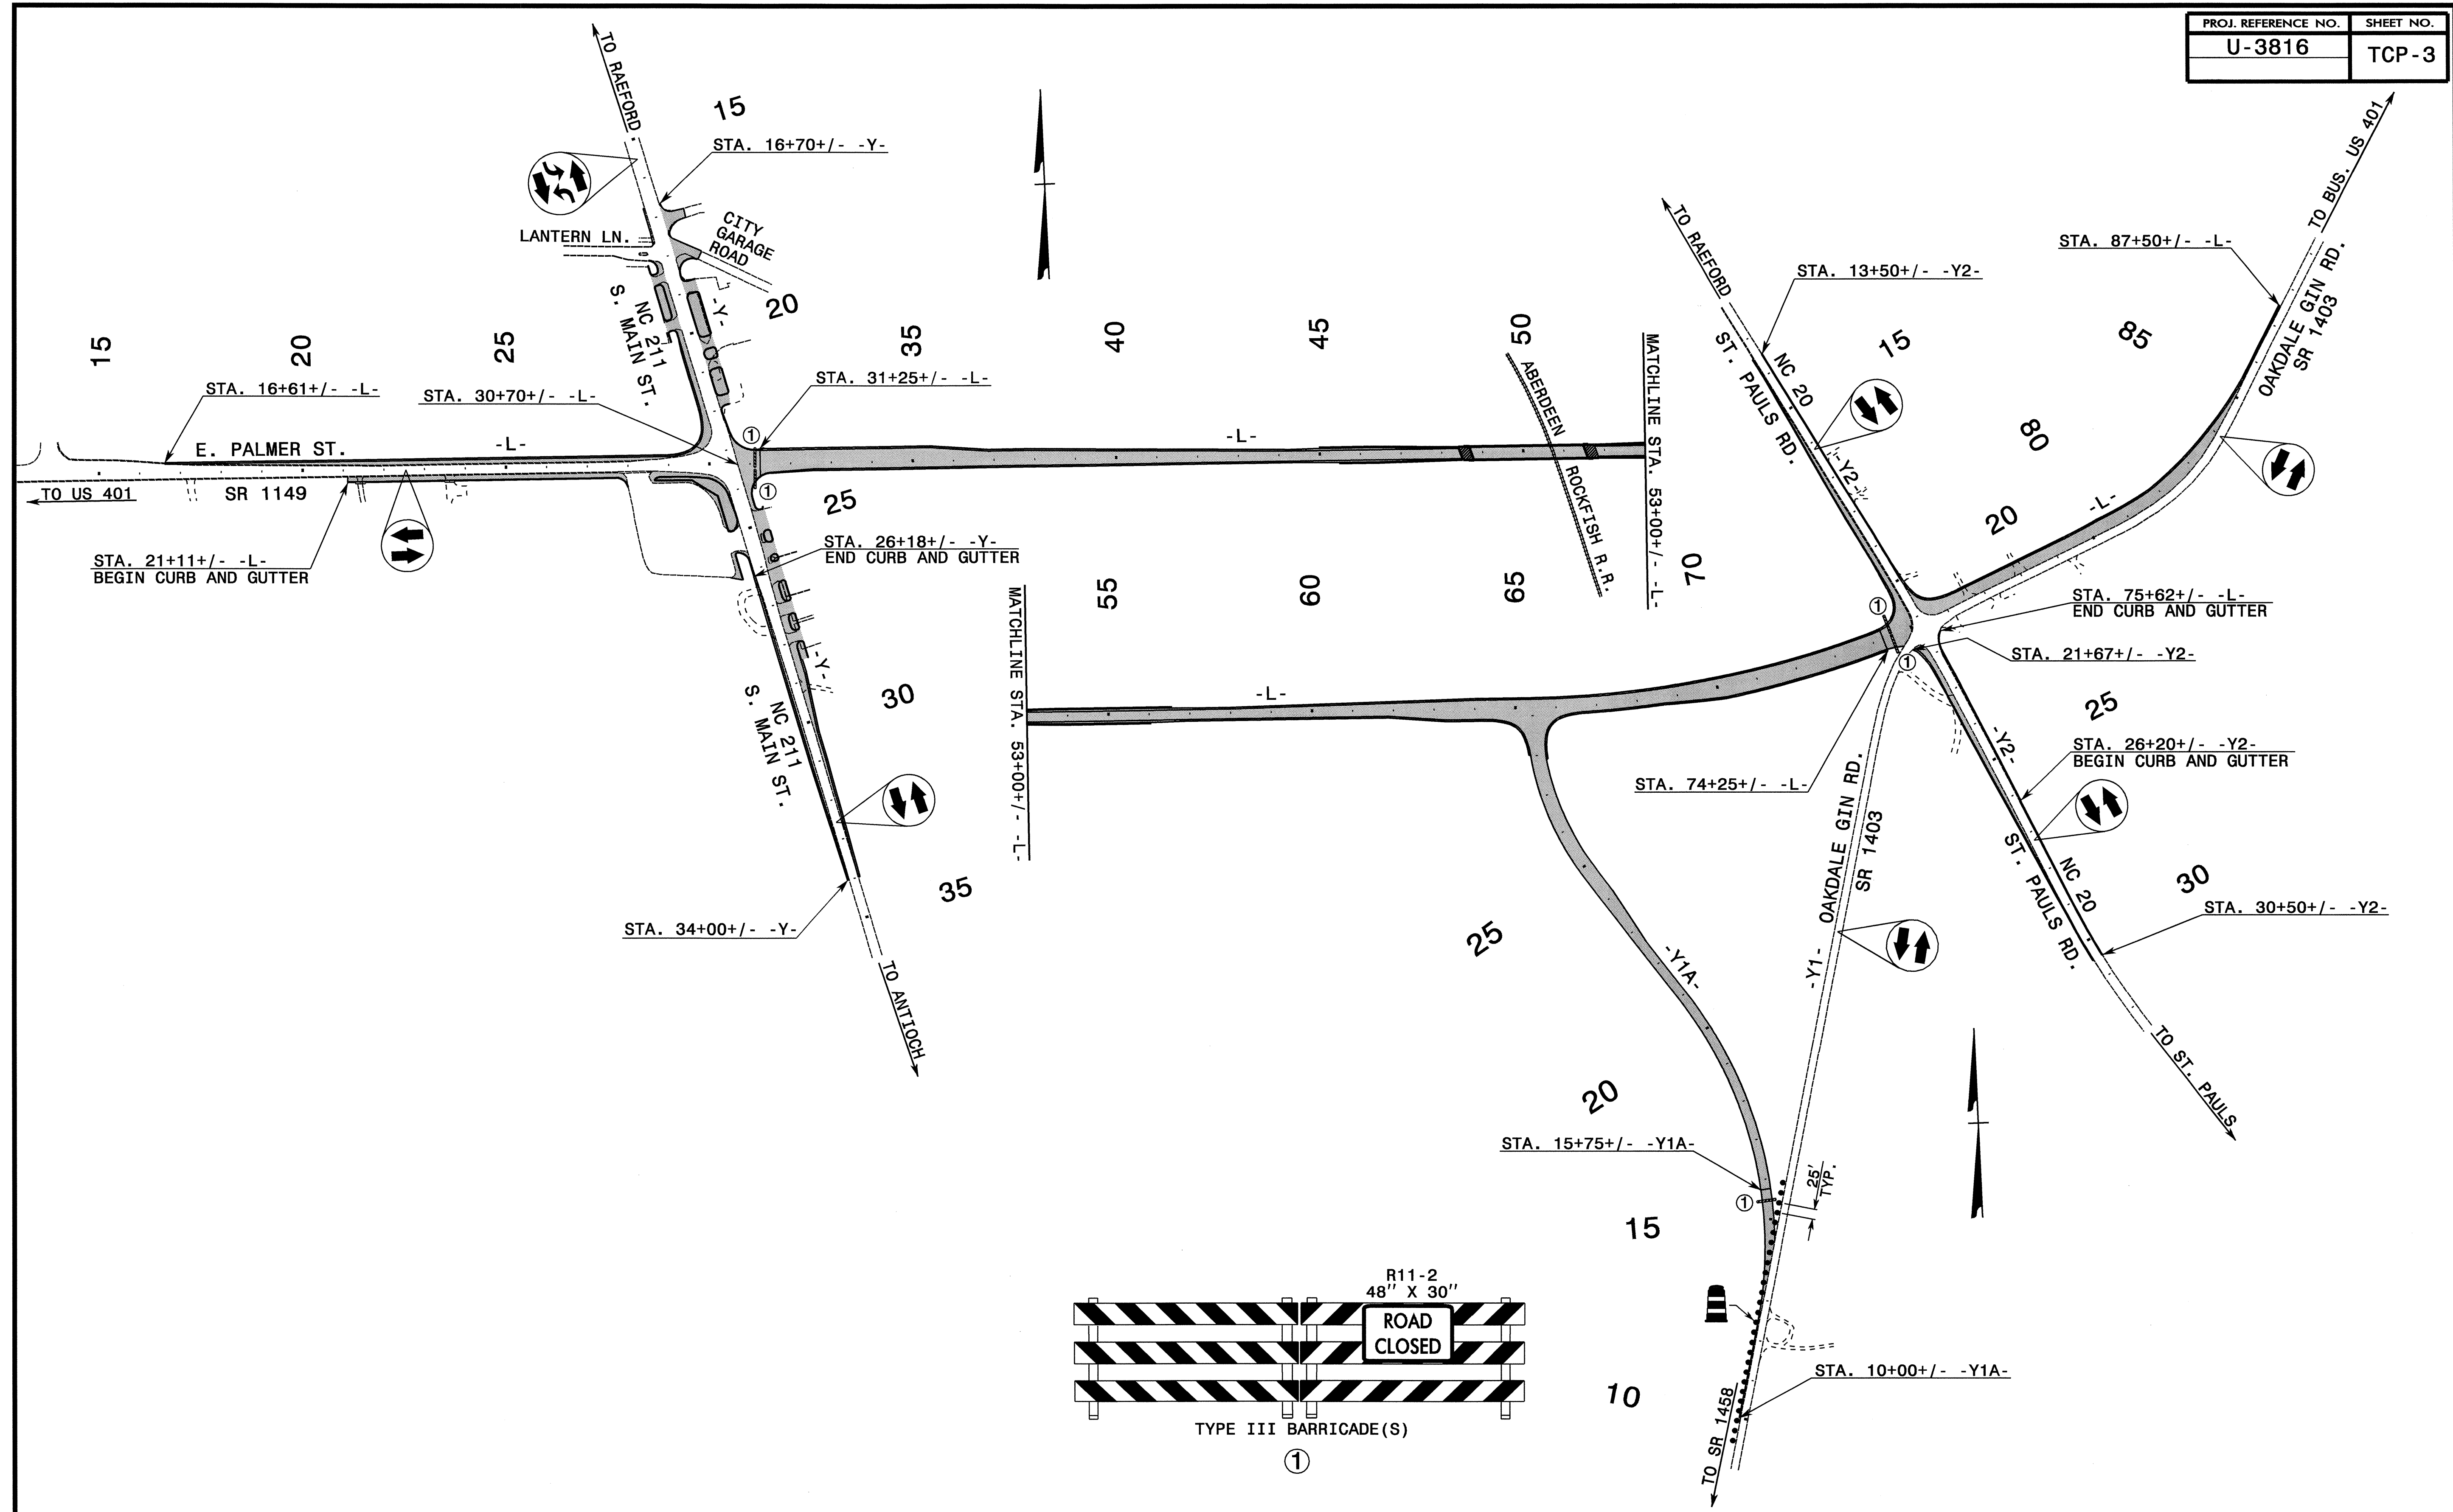 PROJ. REFERENCE NO.
SHEET NO.
U-3816
TCP-3
TO RAEFORD
15
STA. 16+70+/- -Y-
LANTERN LN.
CITY
GARAGE
ROAD
-Y-
20
NC 211
S. MAIN ST.
15
20
25
35
40
45
50
STA. 16+61+/- -L-
STA. 30+70+/- -L-
STA. 31+25+/- -L-
E. PALMER ST.
-L-
1
-L-
TO US 401
SR 1149
1
25
STA. 21+11+/- -L-
BEGIN CURB AND GUTTER
STA. 26+18+/- -Y-
END CURB AND GUTTER
ABERDEEN
ROCKFISH R.R.
MATCHLINE STA. 53+00+/- -L-
-Y-
30
NC 211
S. MAIN ST.
35
STA. 34+00+/- -Y-
TO ANTIOCH
TO RAEFORD
STA. 13+50+/- -Y2-
STA. 87+50+/- -L-
TO BUS. US 401
OAKDALE GIN RD.
SR 1403
NC 20
ST. PAULS RD.
-Y2-
15
85
80
20
-L-
MATCHLINE STA. 53+00+/- -L-
55
60
65
70
-L-
1
1
STA. 75+62+/- -L-
END CURB AND GUTTER
STA. 21+67+/- -Y2-
25
-Y2-
STA. 26+20+/- -Y2-
BEGIN CURB AND GUTTER
STA. 74+25+/- -L-
OAKDALE GIN RD.
SR 1403
-Y1-
NC 20
ST. PAULS RD.
30
STA. 30+50+/- -Y2-
TO ST. PAULS
25
-Y1A-
20
STA. 15+75+/- -Y1A-
1
25'
TYP.
15
10
STA. 10+00+/- -Y1A-
TO SR 1458
R11-2
48'' X 30''
ROAD
CLOSED
TYPE III BARRICADE(S)
1